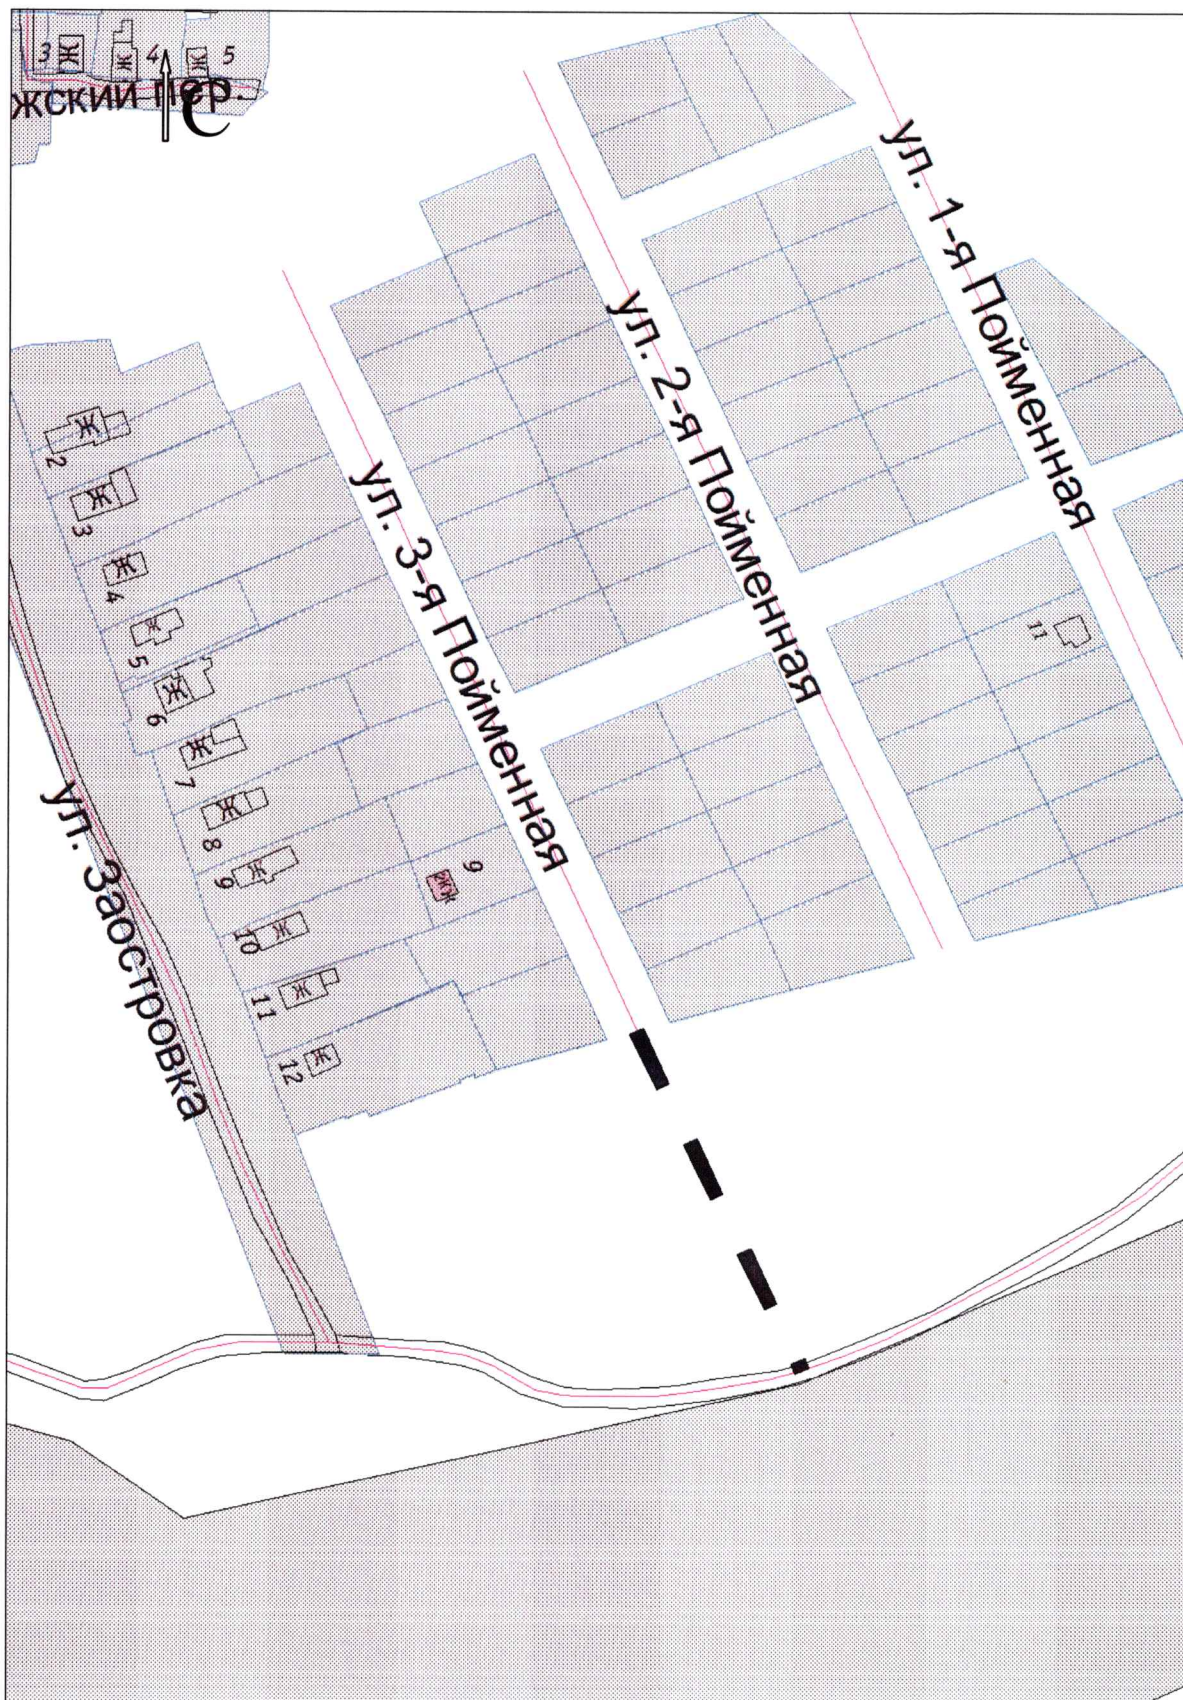 3
Ж
Ж
4
Ж
5
жский пер.
С
ул. 1-я Пойменная
ул. 2-я Пойменная
ул. 3-я Пойменная
ул. Заостровка
Ж
2
Ж
3
Ж
4
Ж
5
Ж
6
Ж
7
Ж
8
Ж
9
Ж
10
Ж
11
Ж
12
9
11